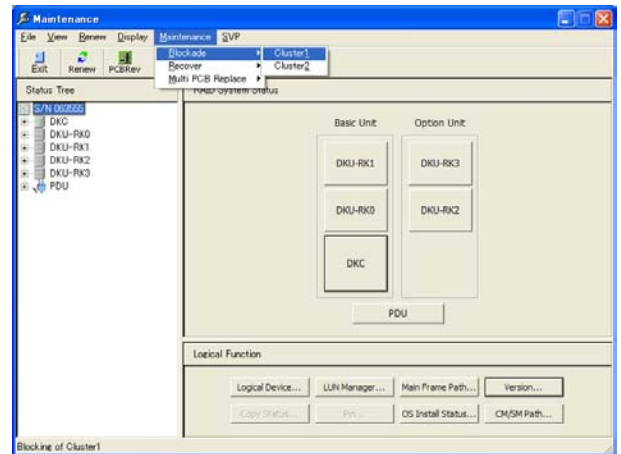 Maintenance
File View Renew Display Maintenance SVP
Blockade Cluster1
Recover Cluster2
Multi PCB Replace
Exit Renew PCBRev
Status Tree
RAID System Status
S/N 063555
DKC
DKU-RK0
DKU-RK1
DKU-RK2
DKU-RK3
PDU
Basic Unit Option Unit
DKU-RK1 DKU-RK3
DKU-RK0 DKU-RK2
DKC
PDU
Logical Function
Logical Device... LUN Manager... Main Frame Path... Version...
Copy Status... Pin... OS Install Status... CM/SM Path...
Blocking of Cluster1